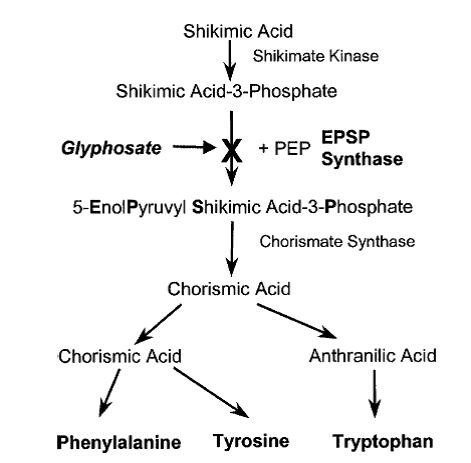 Shikimic Acid
Shikimate Kinase
Shikimic Acid-3-Phosphate
Glyphosate
X
+ PEP
EPSP
Synthase
5-EnolPyruvyl Shikimic Acid-3-Phosphate
Chorismate Synthase
Chorismic Acid
Chorismic Acid
Anthranilic Acid
Phenylalanine
Tyrosine
Tryptophan